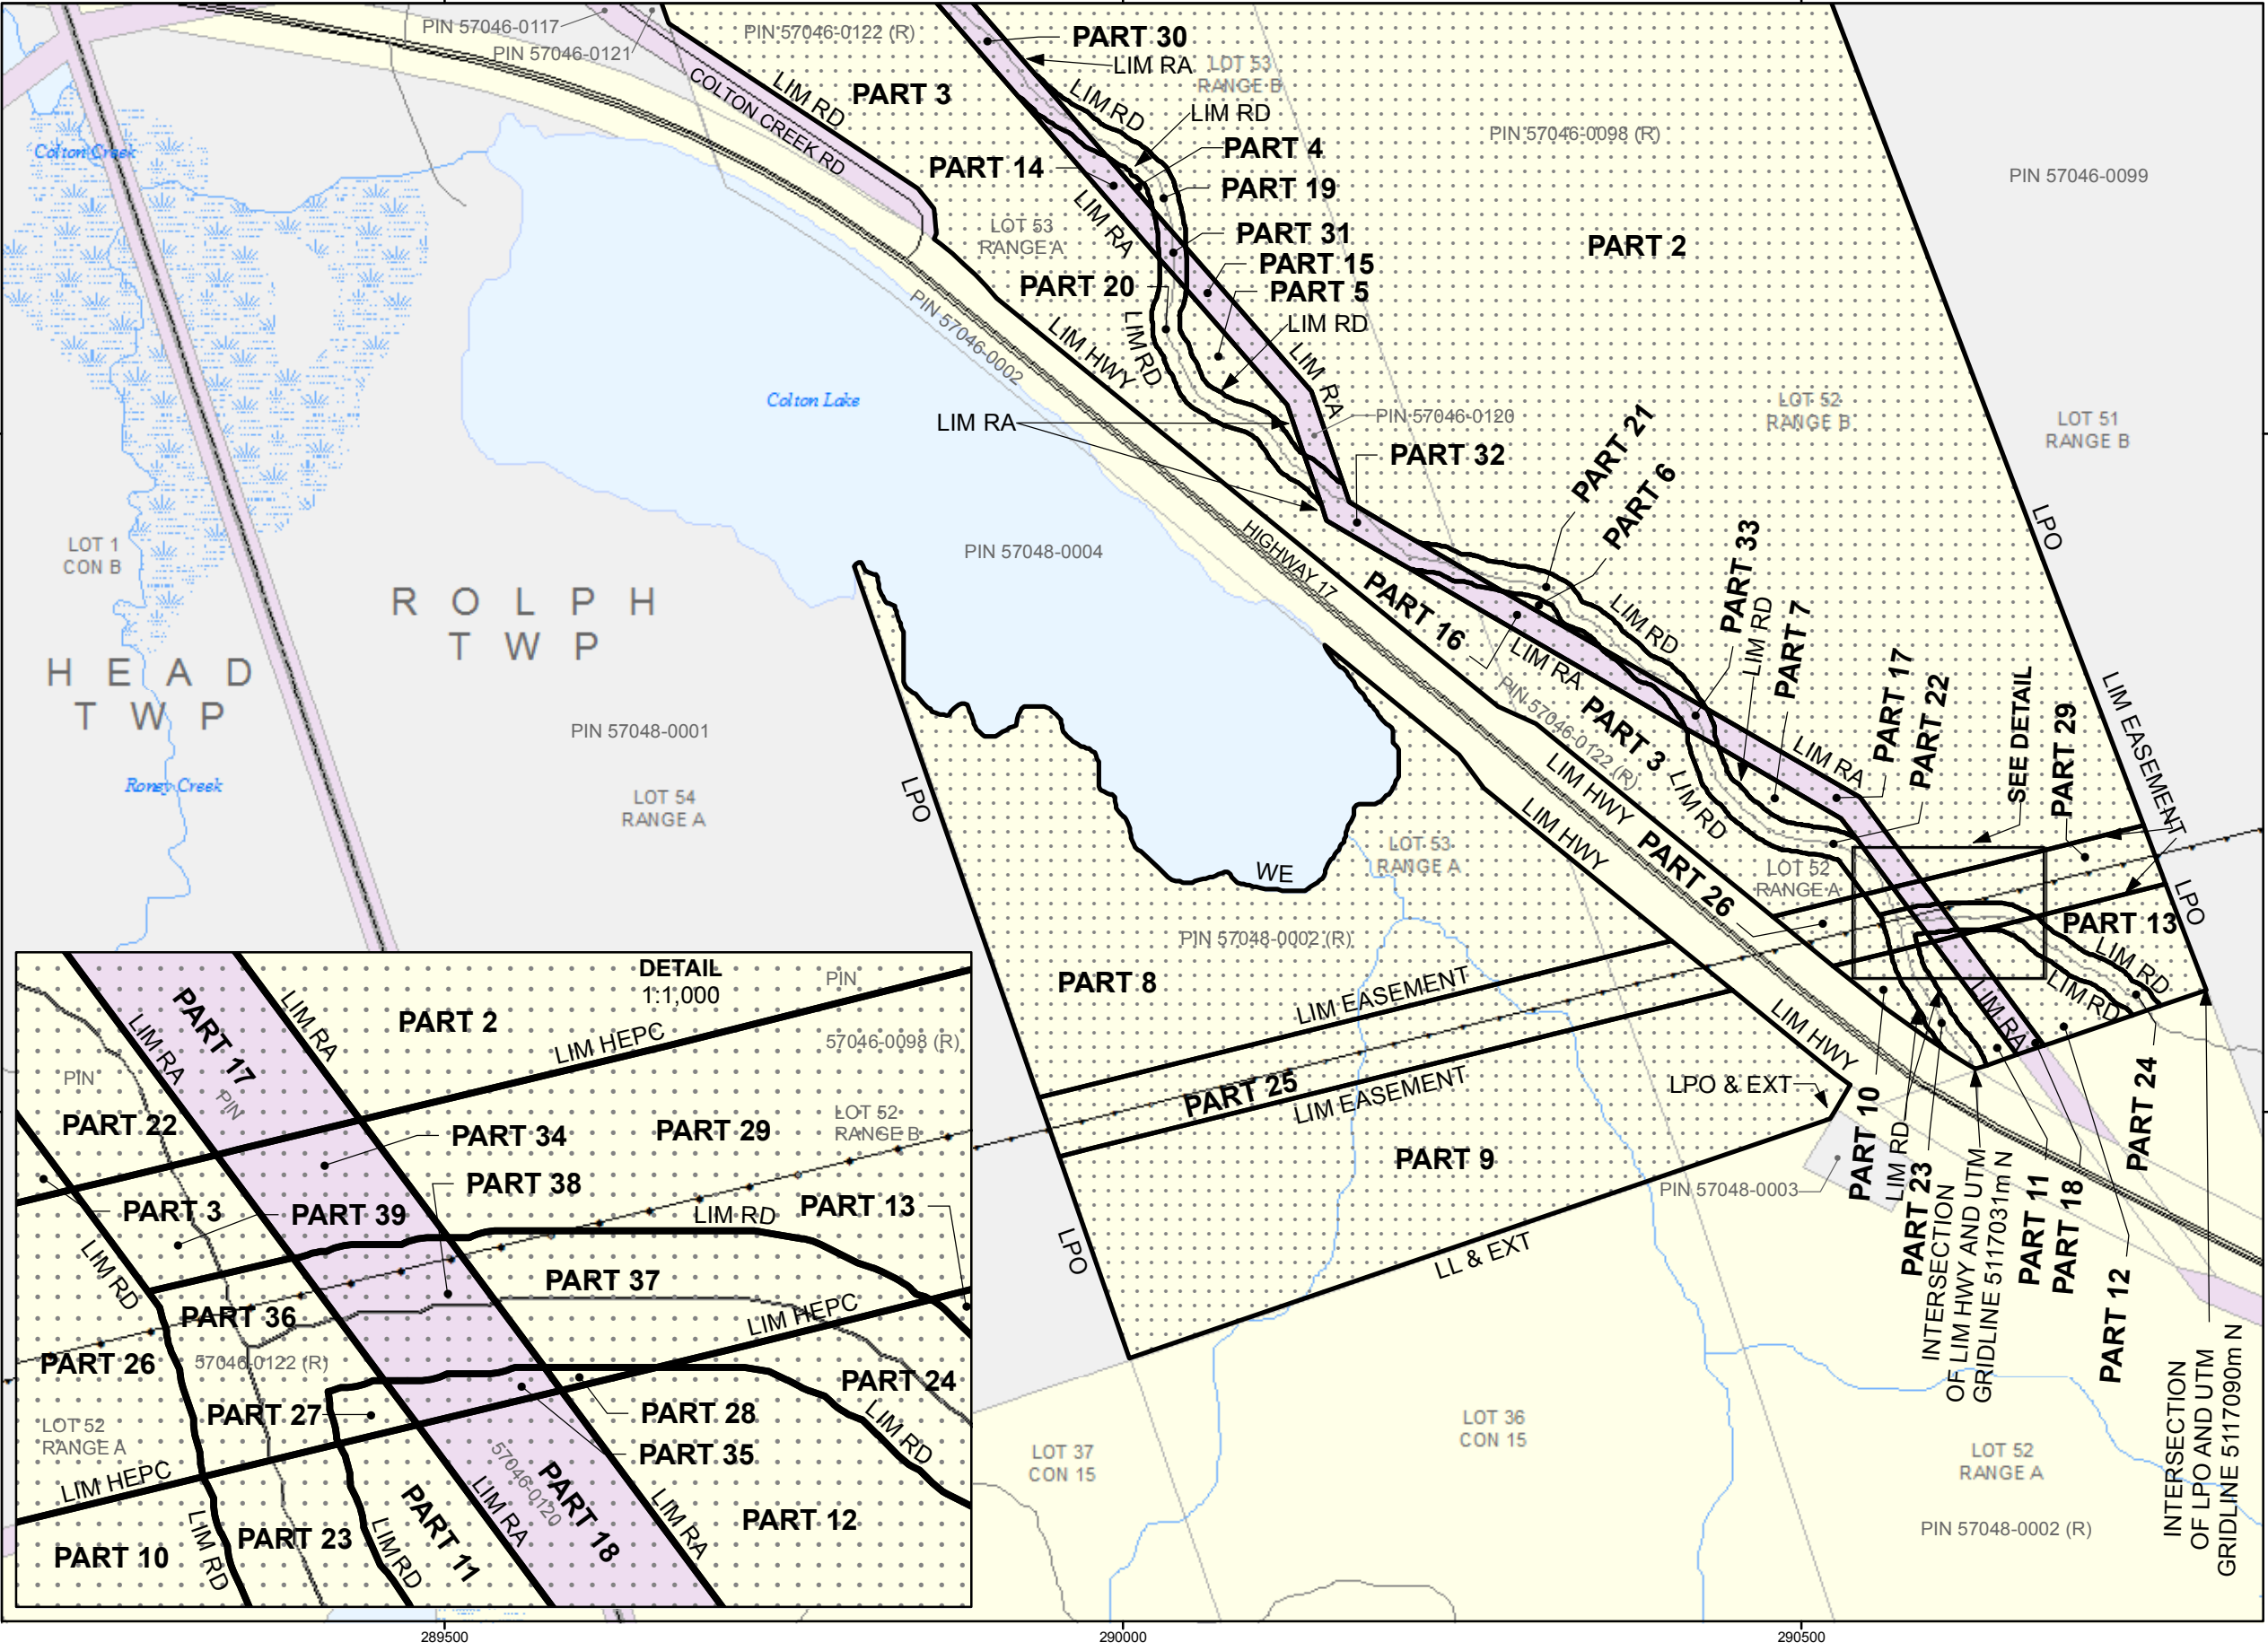 PIN 57046-0117
PIN 57046-0121
PIN 57046-0122 (R)
PART 30
LIM RA
LOT 53
RANGE B
PART 3
LIM RD
COLTON CREEK RD
LIM RD
LIM RD
PIN 57046-0098 (R)
PIN 57046-0099
Colton Creek
PART 14
PART 4
PART 19
LIM RA
LOT 53
RANGE A
PART 31
PART 2
PART 15
PART 20
PART 5
LIM RD
PIN 57046-0002
LIM HWY
LIM RD
LIM RA
Colton Lake
LIM RA
PIN 57046-0120
LOT 52
RANGE B
LOT 51
RANGE B
PART 32
PART 21
PART 6
LPO
LOT 1
CON B
PIN 57048-0004
HIGHWAY 17
PART 16
LIM RA
LIM RD
PART 33
LIM RD
PART 7
ROLPH
TWP
HEAD
TWP
PART 17
PART 22
SEE DETAIL
PART 29
LIM EASEMENT
PIN 57046-0122 (R)
PART 3
LIM RA
PIN 57048-0001
Roney Creek
LOT 54
RANGE A
LPO
LIM HWY
LIM RD
LIM HWY
PART 26
LOT 53
RANGE A
WE
LOT 52
RANGE A
LPO
PART 13
LIM RD
LIM RD
LIM RA
PIN 57048-0002 (R)
PART 8
LIM EASEMENT
LIM HWY
PART 25
LIM EASEMENT
LPO & EXT
PART 9
PIN 57048-0003
LPO
LL & EXT
PART 10
LIM RD
PART 23
INTERSECTION
OF LIM HWY AND UTM
GRIDLINE 5117031m N
PART 11
PART 18
PART 12
PART 24
INTERSECTION
OF LPO AND UTM
GRIDLINE 5117090m N
LOT 37
CON 15
LOT 36
CON 15
LOT 52
RANGE A
PIN 57048-0002 (R)
DETAIL
1:1,000
PIN
PART 17
LIM RA
PART 2
LIM HEPC
57046-0098 (R)
LIM RA
PIN
PIN
PART 22
PART 34
PART 29
LOT 52
RANGE B
PART 38
PART 3
PART 39
LIM RD
PART 13
LIM RD
PART 37
PART 36
LIM HEPC
PART 26
57046-0122 (R)
PART 24
PART 27
PART 28
LOT 52
RANGE A
PART 35
LIM RD
LIM HEPC
57046-0120
PART 18
LIM RA
LIM RA
PART 11
PART 12
PART 23
LIM RD
LIM RD
PART 10
289500
290000
290500